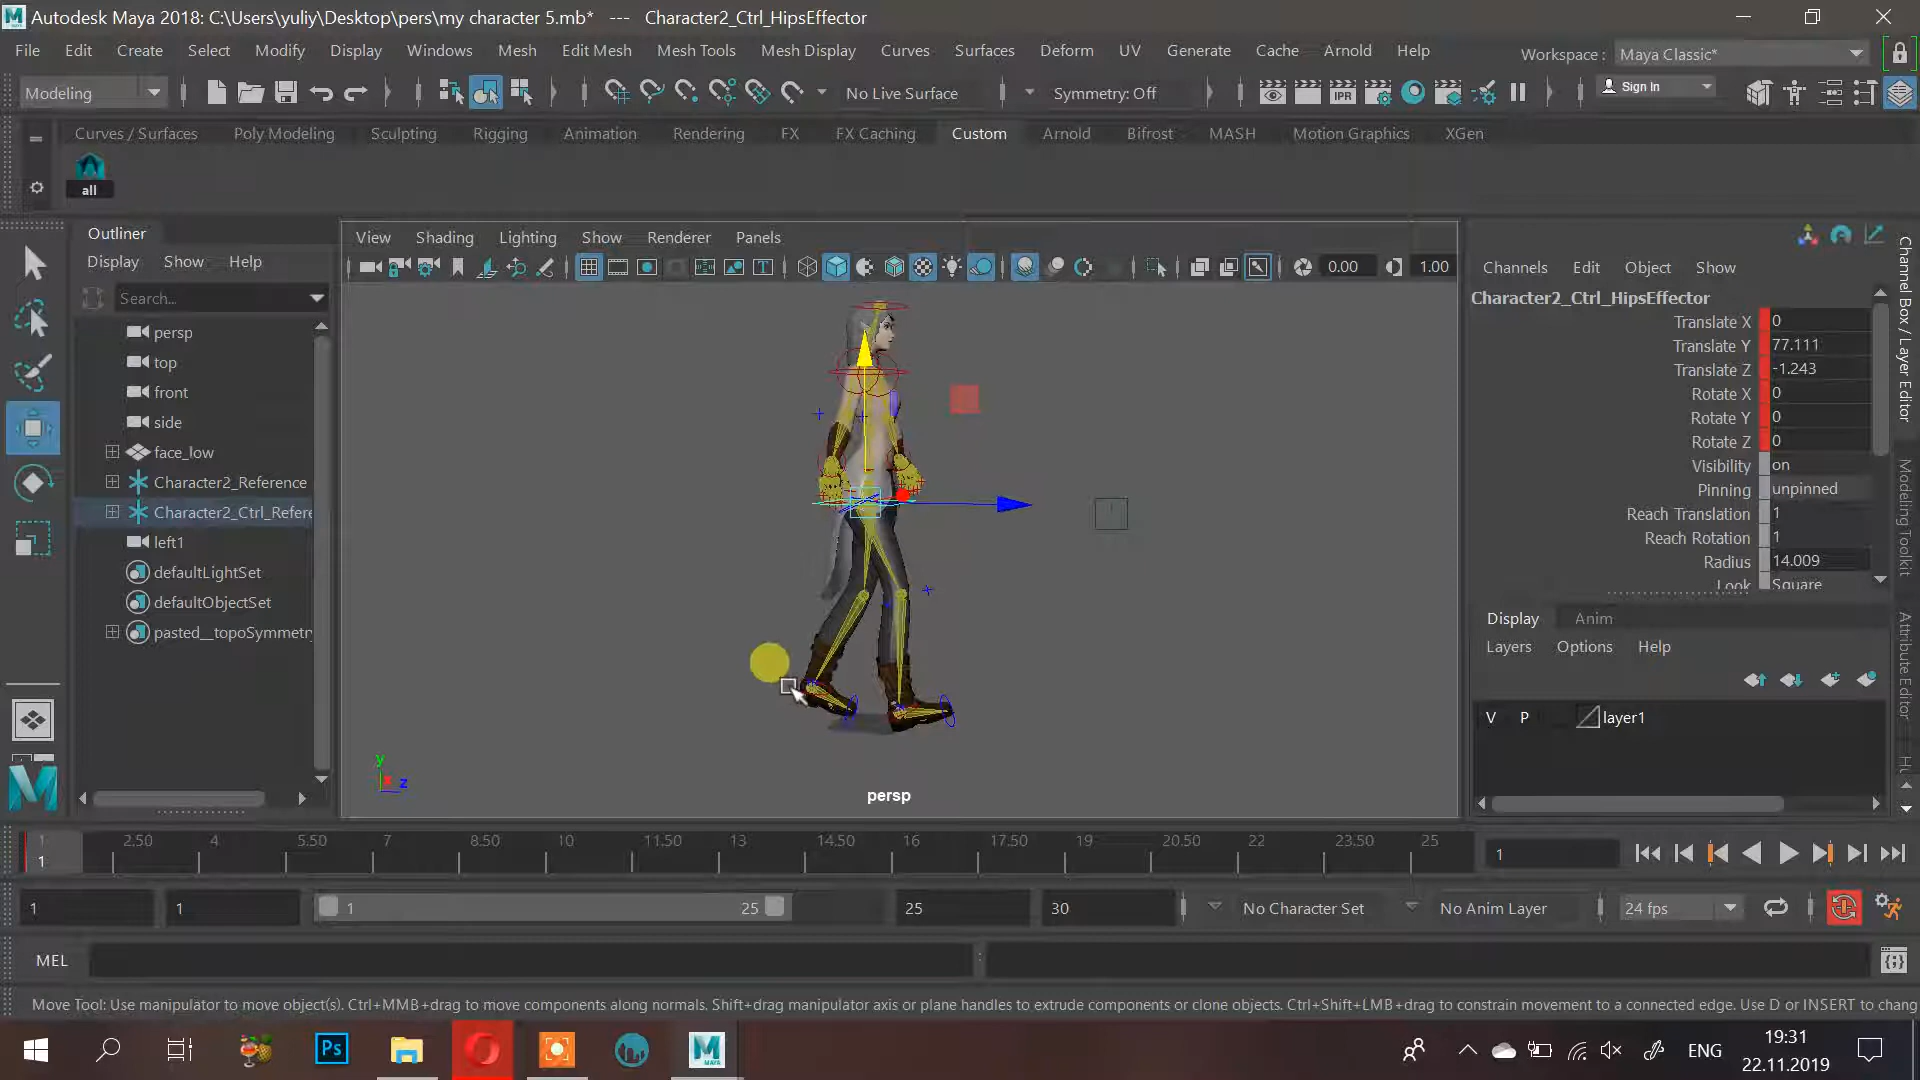 Autodesk Maya 2018: C:\Users\yuliy\Desktop\pers\my character 5.mb* --- Character2_Ctrl_HipsEffector
File Edit Create Select Modify Display Windows Mesh Edit Mesh Mesh Tools Mesh Display Curves Surfaces Deform UV Generate Cache Arnold Help Workspace : Maya Classic*
Modeling No Live Surface Symmetry: Off IPR Sign In
Curves / Surfaces Poly Modeling Sculpting Rigging Animation Rendering FX FX Caching Custom Arnold Bifrost MASH Motion Graphics XGen
all
Outliner
Display Show Help
Search...
persp
top
front
side
face_low
Character2_Reference
Character2_Ctrl_Refere
left1
defaultLightSet
defaultObjectSet
pasted__topoSymmetry
View Shading Lighting Show Renderer Panels
0.00 1.00
y
z
persp
Channels Edit Object Show
Character2_Ctrl_HipsEffector
Translate X 0
Translate Y 77.111
Translate Z -1.243
Rotate X 0
Rotate Y 0
Rotate Z 0
Visibility on
Pinning unpinned
Reach Translation 1
Reach Rotation 1
Radius 14.009
Look Square
Display Anim
Layers Options Help
V P layer1
Channel Box / Layer Editor
Modeling Toolkit
Attribute Editor
1 2.50 4 5.50 7 8.50 10 11.50 13 14.50 16 17.50 19 20.50 22 23.50 25
1 1
1 1 1 25 25 30 No Character Set No Anim Layer 24 fps
MEL
Move Tool: Use manipulator to move object(s). Ctrl+MMB+drag to move components along normals. Shift+drag manipulator axis or plane handles to extrude components or clone objects. Ctrl+Shift+LMB+drag to constrain movement to a connected edge. Use D or INSERT to chang
Ps MAYA ENG 19:31
22.11.2019